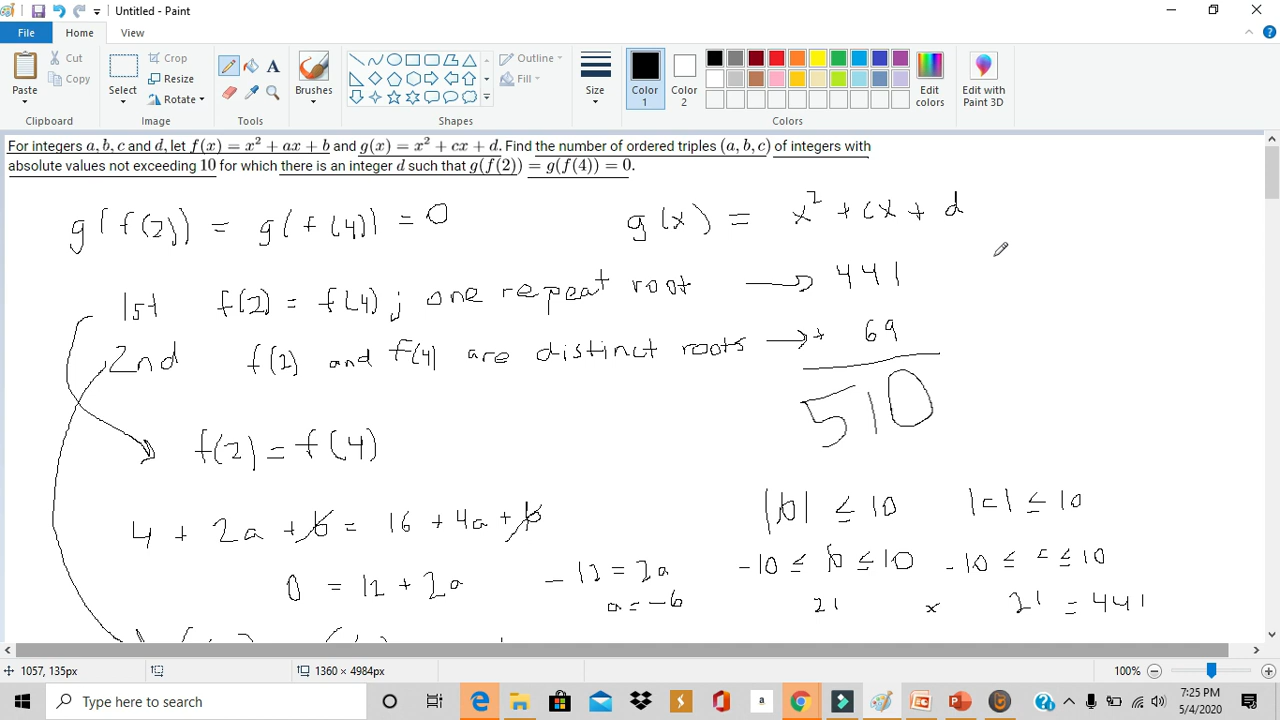 Untitled - Paint
File Home View
Paste
Cut
Copy
Clipboard
Select
Crop
Resize
Rotate
Image
A
Tools
Brushes
Outline
Fill
Shapes
Size
Color 1
Color 2
Edit colors
Edit with Paint 3D
Colors
For integers a, b, c and d, let f(x) = x² + ax + b and g(x) = x² + cx + d. Find the number of ordered triples (a, b, c) of integers with
absolute values not exceeding 10 for which there is an integer d such that g(f(2)) = g(f(4)) = 0.
g(f(2)) = g(f(4)) = 0
g(x) = x² + cx + d
1st f(2) = f(4); one repeat root → 441
2nd f(2) and f(4) are distinct roots → + 69
510
f(2) = f(4)
|b| ≤ 10 |c| ≤ 10
4 + 2a + b = 16 + 4a + b
-10 ≤ b ≤ 10 -10 ≤ c ≤ 10
0 = 12 + 2a -12 = 2a
a = -6 21 × 21 = 441
1057, 135px
1360 × 4984px
100%
Type here to search
7:25 PM
5/4/2020